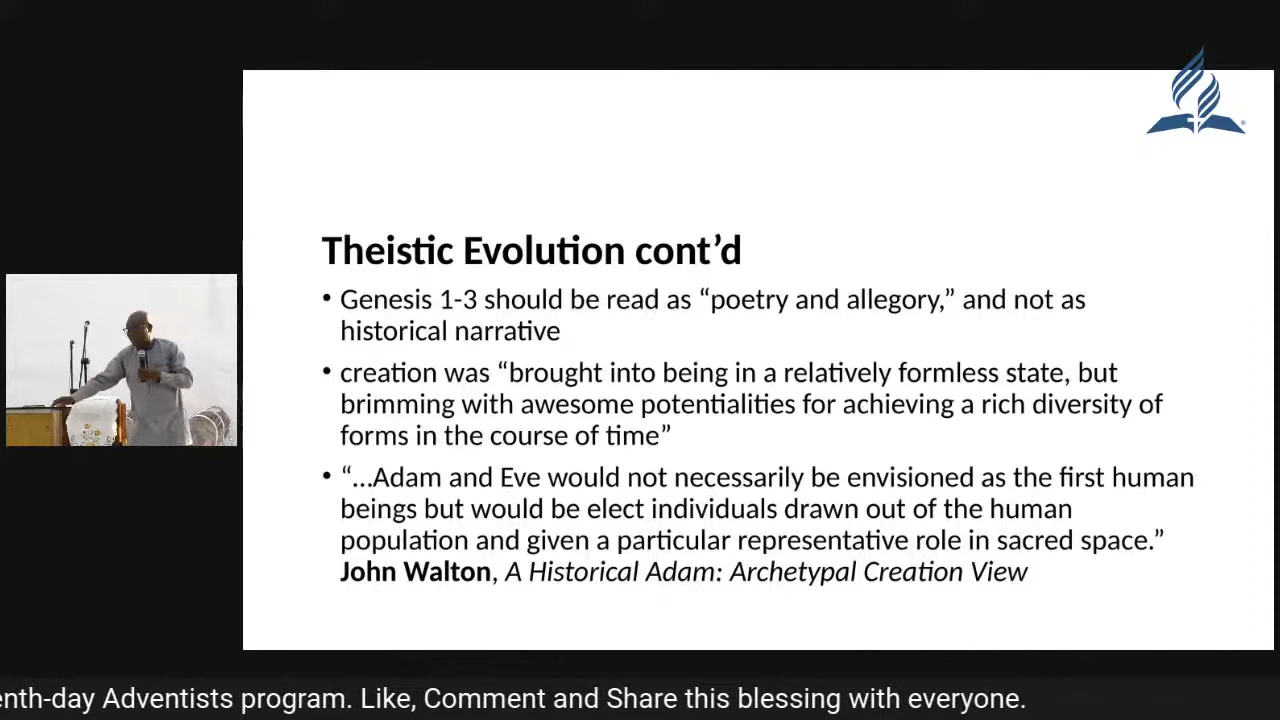 Theistic Evolution cont’d
• Genesis 1-3 should be read as “poetry and allegory,” and not as
historical narrative
• creation was “brought into being in a relatively formless state, but
brimming with awesome potentialities for achieving a rich diversity of
forms in the course of time”
• “…Adam and Eve would not necessarily be envisioned as the first human
beings but would be elect individuals drawn out of the human
population and given a particular representative role in sacred space.”
John Walton, A Historical Adam: Archetypal Creation View
enth-day Adventists program. Like, Comment and Share this blessing with everyone.